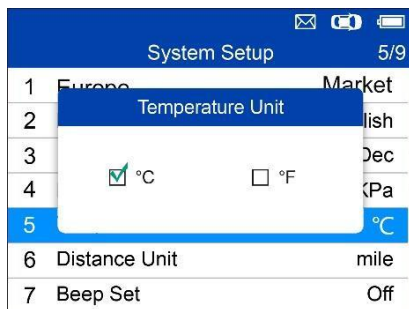 System Setup 5/9
1 Europe Market
Temperature Unit
2 lish
3 Dec
°C °F
4 KPa
5 °C
6 Distance Unit mile
7 Beep Set Off